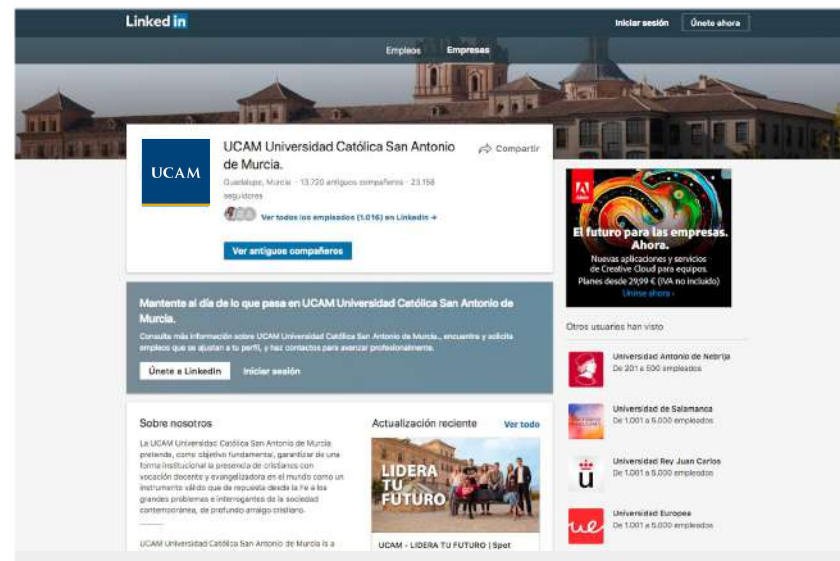 Linked in
Iniciar sesión
Únete ahora
Empleos
Empresas
UCAM
UCAM Universidad Católica San Antonio
de Murcia.
Compartir
Guadalupe, Murcia · 13.720 antiguos compañeros · 23.158
seguidores
Ver todos los empleados (1.016) en LinkedIn →
Ver antiguos compañeros
Mantente al día de lo que pasa en UCAM Universidad Católica San Antonio de
Murcia.
Consulta más información sobre UCAM Universidad Católica San Antonio de Murcia., encuentra y solicita
empleos que se ajustan a tu perfil, y haz contactos para avanzar profesionalmente.
Únete a LinkedIn
Iniciar sesión
Sobre nosotros
La UCAM Universidad Católica San Antonio de Murcia
pretende, como objetivo fundamental, garantizar de una
forma institucional la presencia de cristianos con
vocación docente y evangelizadora en el mundo como un
instrumento válido que de respuesta desde la Fe a los
grandes problemas e interrogantes de la sociedad
contemporánea, de profundo arraigo cristiano.
UCAM Universidad Católica San Antonio de Murcia is a
Actualización reciente
Ver todo
LIDERA
TU
FUTURO
UCAM - LIDERA TU FUTURO | Spot
Adobe
El futuro para las empresas.
Ahora.
Nuevas aplicaciones y servicios
de Creative Cloud para equipos.
Planes desde 29,99 € (IVA no incluido)
Unirse ahora ›
Otros usuarios han visto
Universidad Antonio de Nebrija
De 201 a 500 empleados
Universidad de Salamanca
De 1.001 a 5.000 empleados
ü
Universidad Rey Juan Carlos
De 1.001 a 5.000 empleados
ue
Universidad Europea
De 1.001 a 5.000 empleados